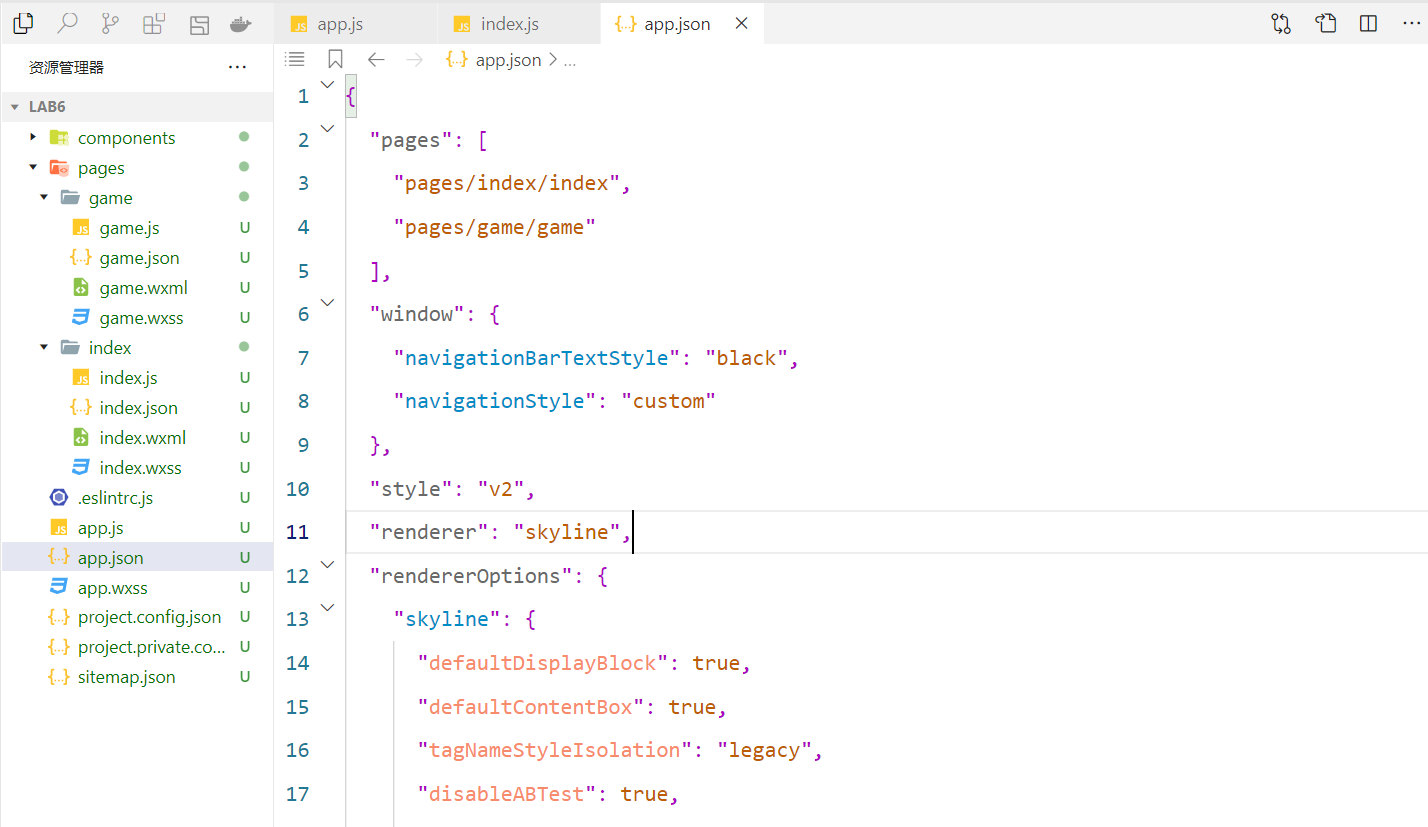 app.js
index.js
{..} app.json
资源管理器
{..} app.json > ...
LAB6
components
pages
game
game.js U
{..} game.json U
game.wxml U
game.wxss U
index
index.js U
{..} index.json U
index.wxml U
index.wxss U
.eslintrc.js U
app.js U
{..} app.json U
app.wxss U
{..} project.config.json U
{..} project.private.co... U
{..} sitemap.json U
1 {
2 "pages": [
3 "pages/index/index",
4 "pages/game/game"
5 ],
6 "window": {
7 "navigationBarTextStyle": "black",
8 "navigationStyle": "custom"
9 },
10 "style": "v2",
11 "renderer": "skyline",
12 "rendererOptions": {
13 "skyline": {
14 "defaultDisplayBlock": true,
15 "defaultContentBox": true,
16 "tagNameStyleIsolation": "legacy",
17 "disableABTest": true,